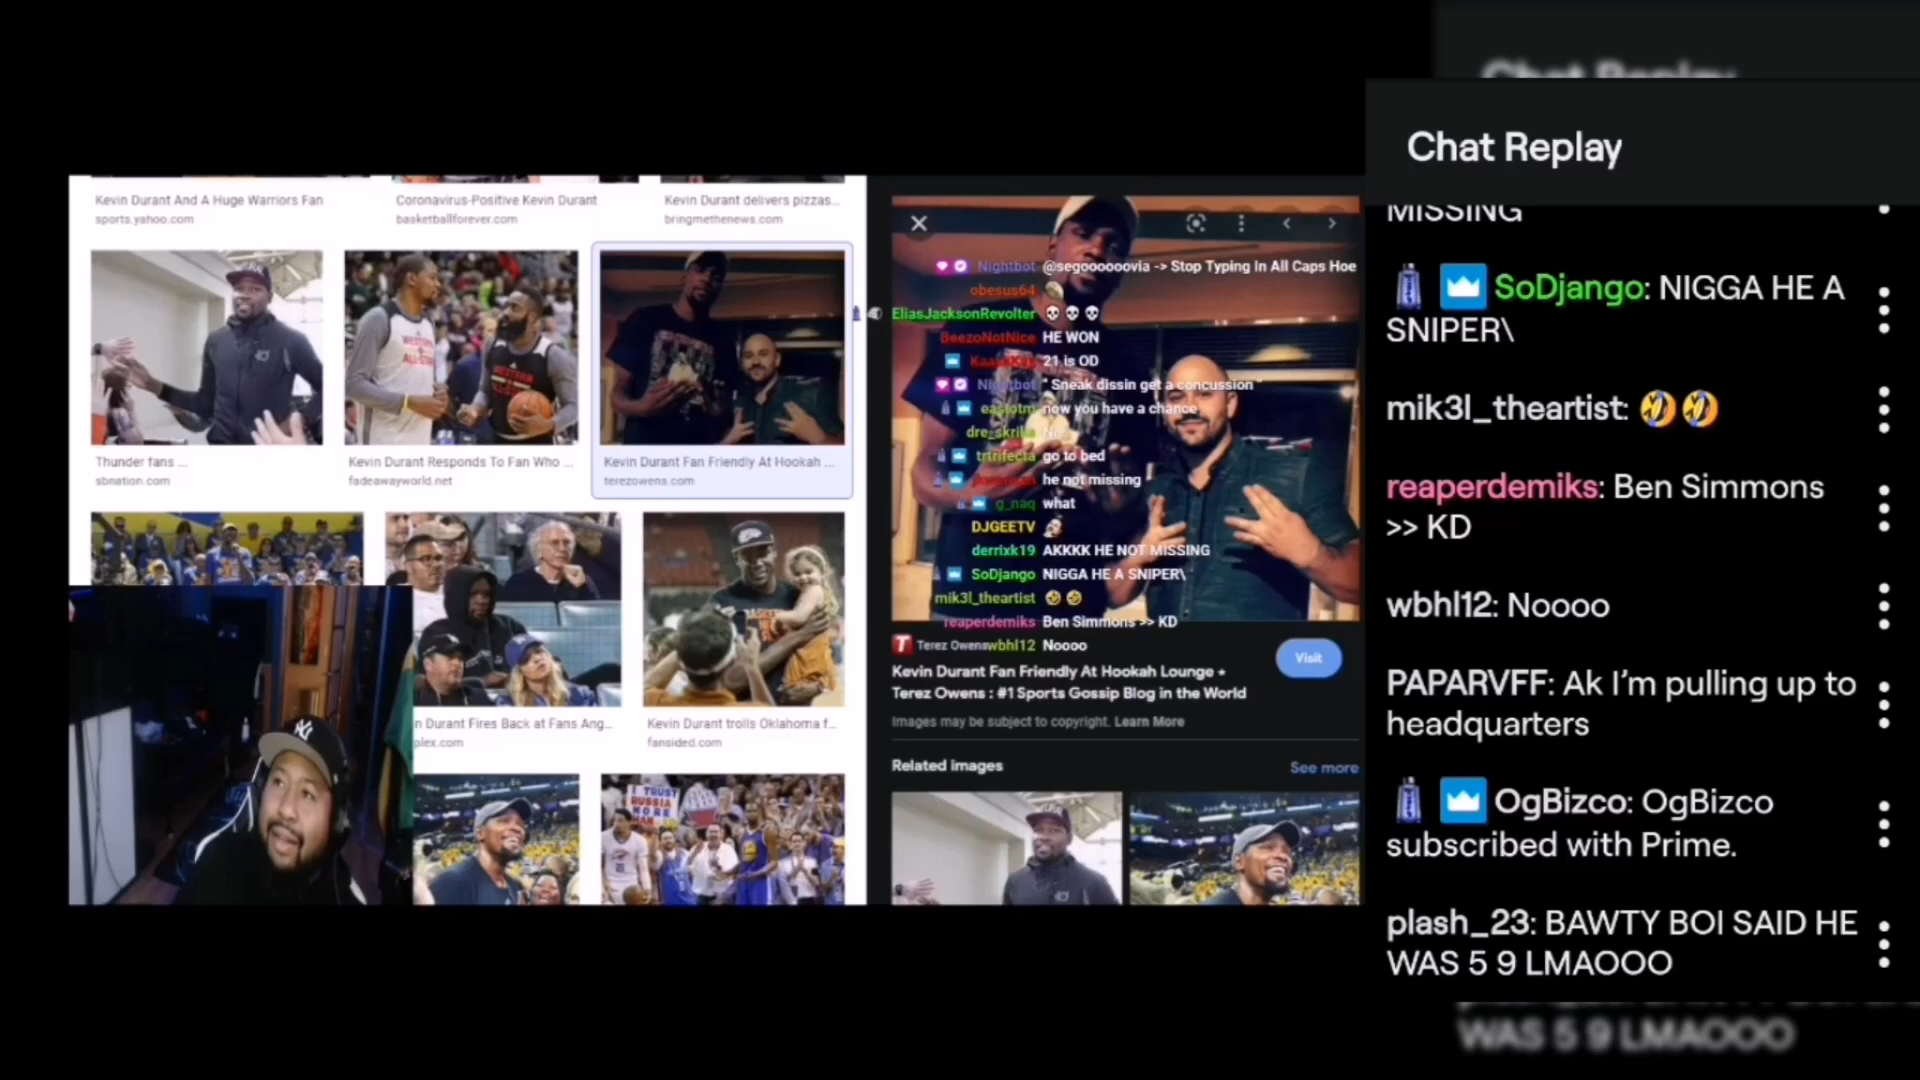 Chat Replay
Chat Replay
MISSING
SoDjango: NIGGA HE A
SNIPER\
mik3l_theartist: 🤣🤣
reaperdemiks: Ben Simmons
>> KD
wbhl12: Noooo
PAPARVFF: Ak I'm pulling up to
headquarters
OgBizco: OgBizco
subscribed with Prime.
plash_23: BAWTY BOI SAID HE
WAS 5 9 LMAOOO
WAS 5 9 LMAOOO
Kevin Durant And A Huge Warriors Fan
sports.yahoo.com
Coronavirus-Positive Kevin Durant
basketballforever.com
Kevin Durant delivers pizzas...
bringmethenews.com
Thunder fans ...
sbnation.com
Kevin Durant Responds To Fan Who ...
fadeawayworld.net
Kevin Durant Fan Friendly At Hookah ...
terezowens.com
n Durant Fires Back at Fans Ang...
plex.com
Kevin Durant trolls Oklahoma f...
fansided.com
I TRUST
RUSSIA
MORE
WESTERN
WESTERN
Nightbot @segoooooovia -> Stop Typing In All Caps Hoe
obesus64
EliasJacksonRevolter 💀💀💀
BeezoNotNice HE WON
21 is OD
Nightbot " Sneak dissin get a concussion "
eastotm now you have a chance
trtrifecta go to bed
he not missing
g_naq what
DJGEETV
derrixk19 AKKKK HE NOT MISSING
SoDjango NIGGA HE A SNIPER\
mik3l_theartist 🤣🤣
reaperdemiks Ben Simmons >> KD
Terez Owens
wbhl12 Noooo
Visit
Kevin Durant Fan Friendly At Hookah Lounge •
Terez Owens : #1 Sports Gossip Blog in the World
Images may be subject to copyright. Learn More
Related images
See more